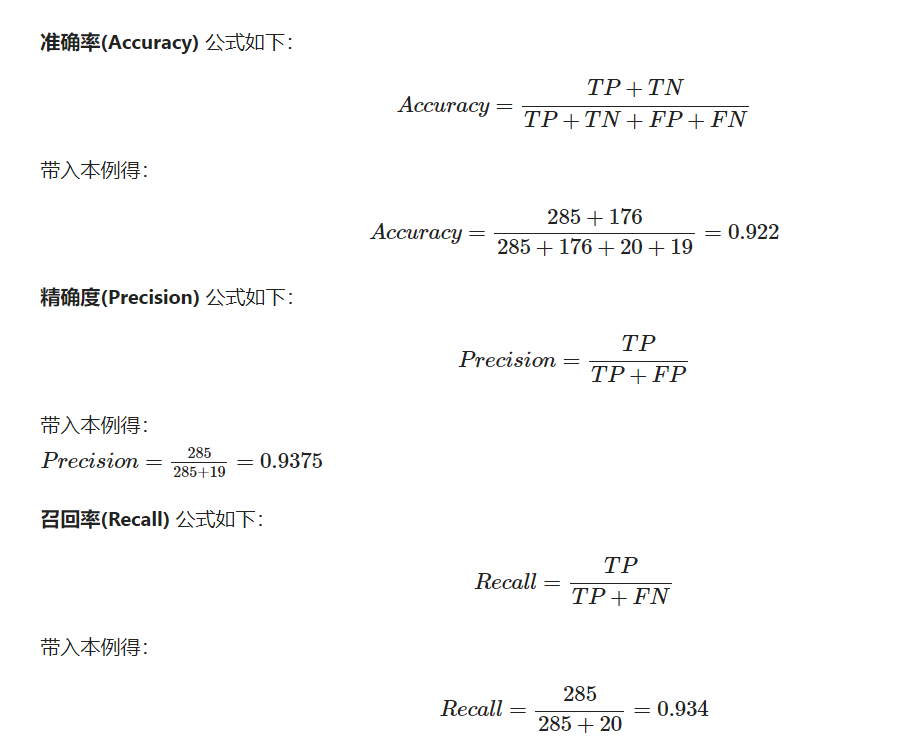 准确率(Accuracy) 公式如下：
Accuracy = \frac{TP + TN}{TP + TN + FP + FN}
带入本例得：
Accuracy = \frac{285 + 176}{285 + 176 + 20 + 19} = 0.922
精确度(Precision) 公式如下：
Precision = \frac{TP}{TP + FP}
带入本例得：
Precision = \frac{285}{285+19} = 0.9375
召回率(Recall) 公式如下：
Recall = \frac{TP}{TP + FN}
带入本例得：
Recall = \frac{285}{285 + 20} = 0.934